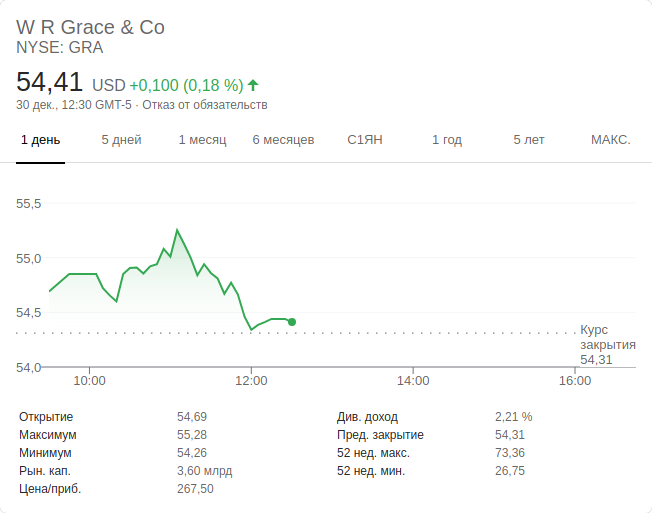 W R Grace & Co
NYSE: GRA
54,41 USD +0,100 (0,18 %)
30 дек., 12:30 GMT-5 · Отказ от обязательств
1 день 5 дней 1 месяц 6 месяцев С1ЯН 1 год 5 лет МАКС.
55,5
55,0
54,5
54,0
Курс
закрытия
54,31
10:00 12:00 14:00 16:00
Открытие 54,69 Див. доход 2,21 %
Максимум 55,28 Пред. закрытие 54,31
Минимум 54,26 52 нед. макс. 73,36
Рын. кап. 3,60 млрд 52 нед. мин. 26,75
Цена/приб. 267,50